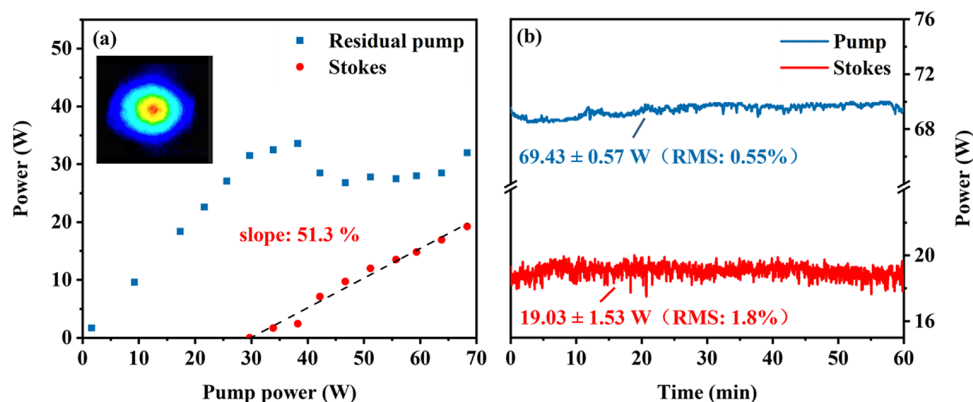 (a)
Residual pump
Stokes
slope: 51.3 %
50
40
30
20
10
0
Power (W)
0 10 20 30 40 50 60 70
Pump power (W)
(b)
Pump
Stokes
69.43 ± 0.57 W（RMS: 0.55%）
19.03 ± 1.53 W（RMS: 1.8%）
76
72
68
20
16
Power (W)
0 10 20 30 40 50 60
Time (min)